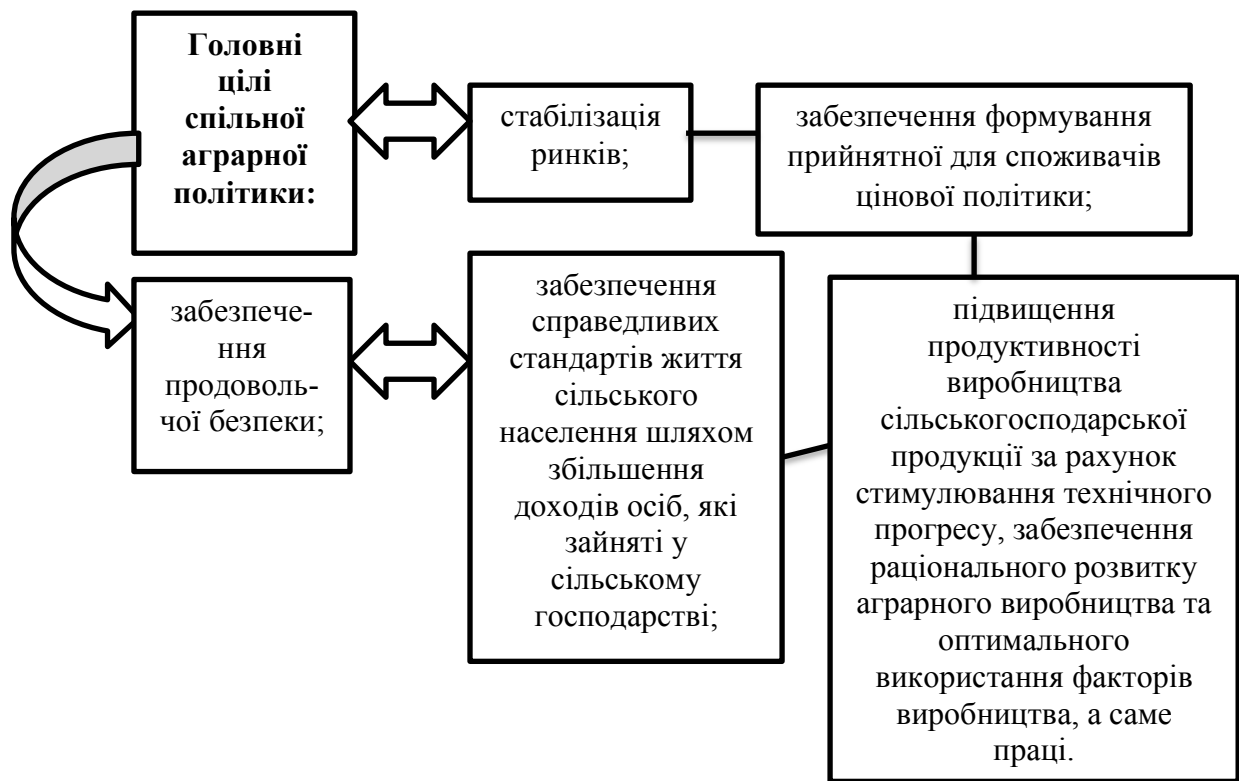 Головні
цілі
спільної
аграрної
політики:
стабілізація
ринків;
забезпечення формування
прийнятної для споживачів
цінової політики;
забезпече-
ння
продоволь-
чої безпеки;
забезпечення
справедливих
стандартів життя
сільського
населення шляхом
збільшення
доходів осіб, які
зайняті у
сільському
господарстві;
підвищення
продуктивності
виробництва
сільськогосподарської
продукції за рахунок
стимулювання технічного
прогресу, забезпечення
раціонального розвитку
аграрного виробництва та
оптимального
використання факторів
виробництва, а саме
праці.